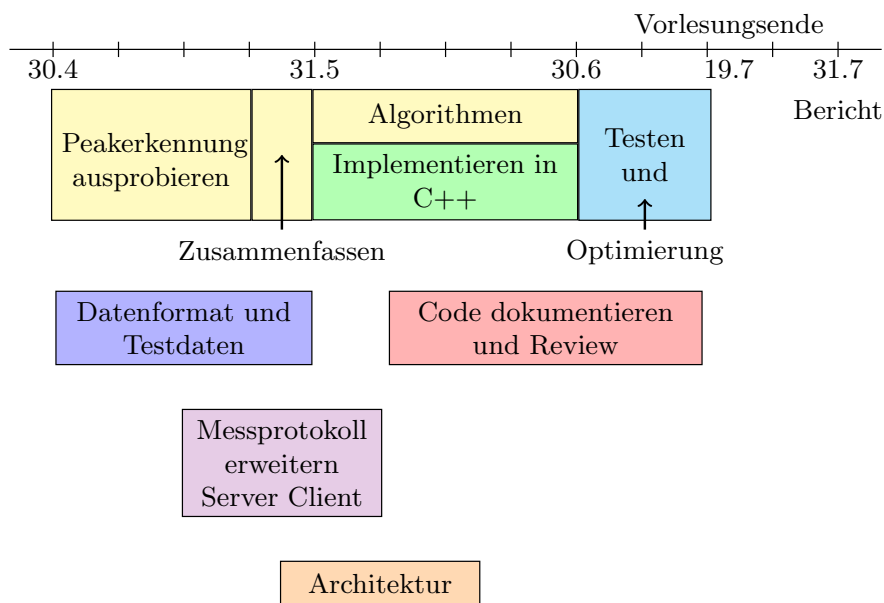 Vorlesungsende
30.4
31.5
30.6
19.7
31.7
Bericht
Peakerkennung
ausprobieren
Algorithmen
Implementieren in
C++
Testen
und
Zusammenfassen
Optimierung
Datenformat und
Testdaten
Code dokumentieren
und Review
Messprotokoll
erweitern
Server Client
Architektur